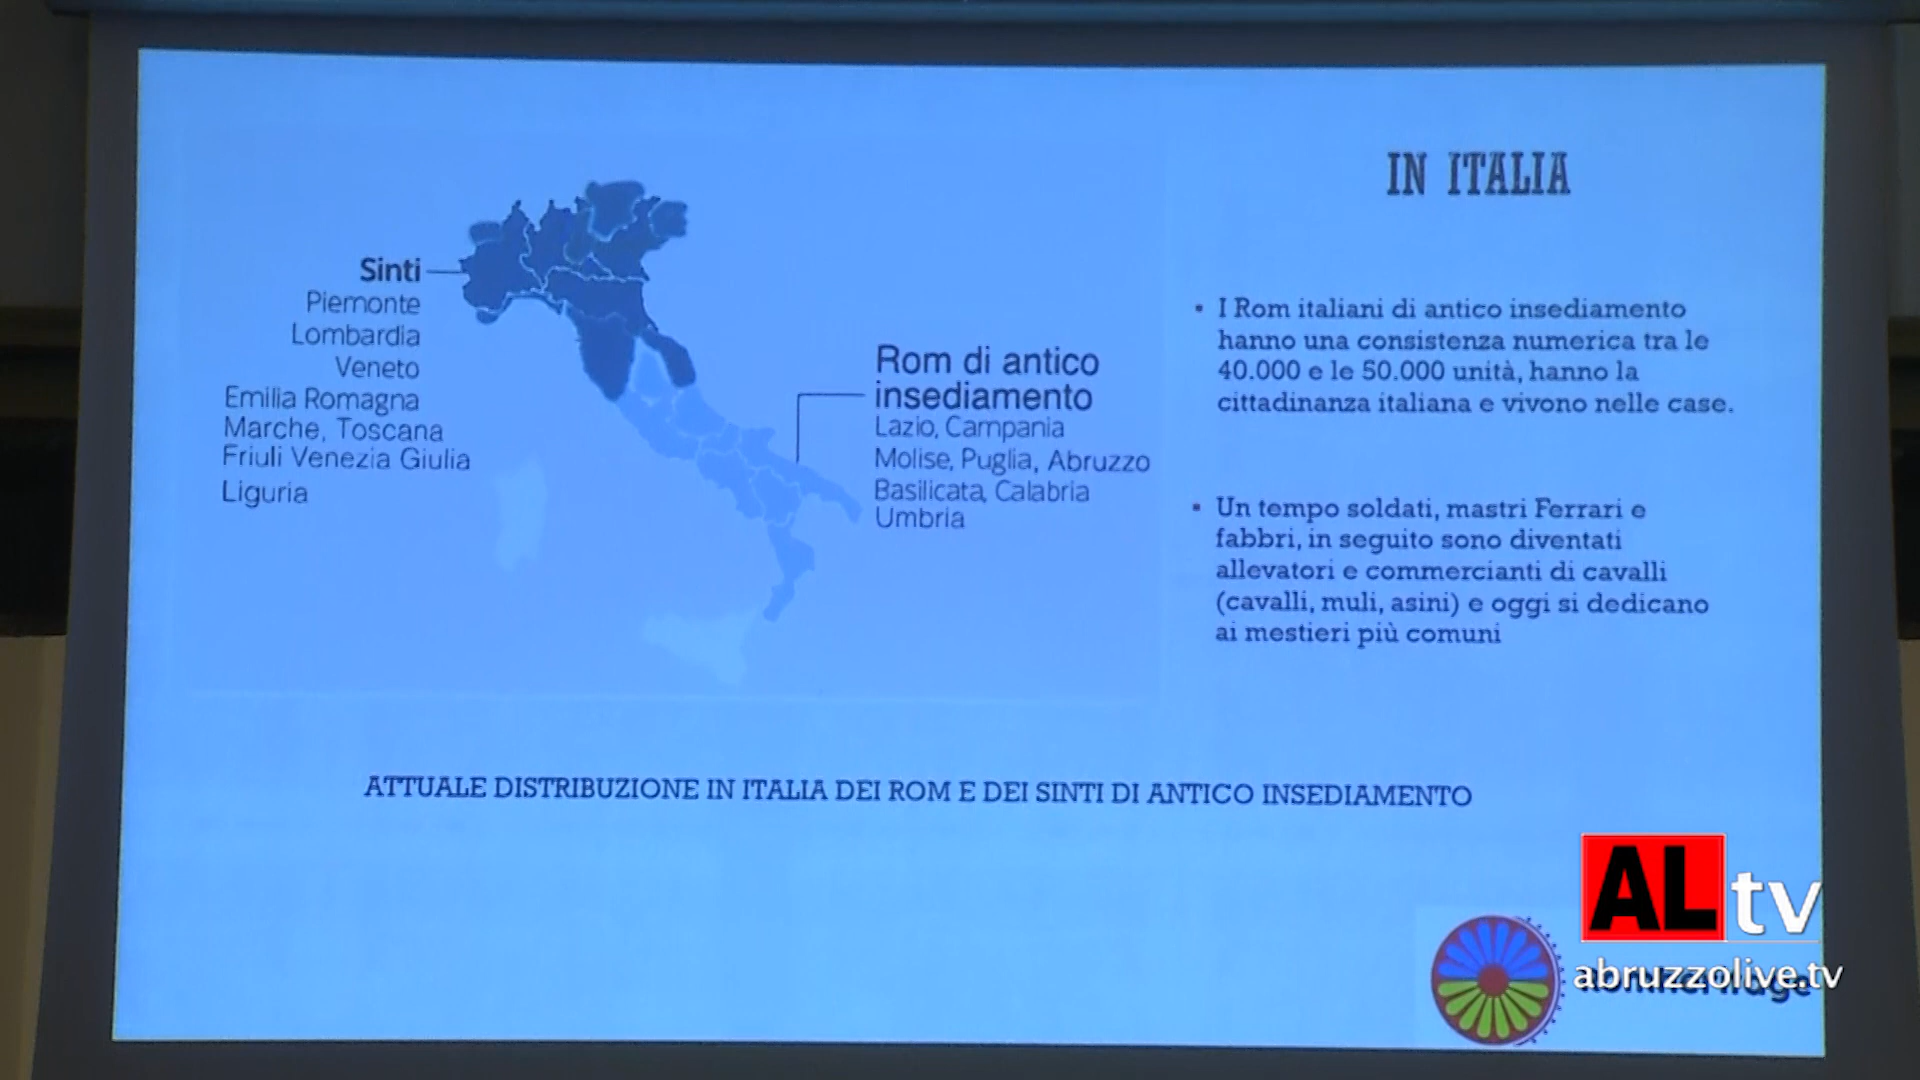 IN ITALIA
Sinti
Piemonte
Lombardia
Veneto
Emilia Romagna
Marche, Toscana
Friuli Venezia Giulia
Liguria
Rom di antico
insediamento
Lazio, Campania
Molise, Puglia, Abruzzo
Basilicata, Calabria
Umbria
▪ I Rom italiani di antico insediamento
hanno una consistenza numerica tra le
40.000 e le 50.000 unità, hanno la
cittadinanza italiana e vivono nelle case.
▪ Un tempo soldati, mastri Ferrari e
fabbri, in seguito sono diventati
allevatori e commercianti di cavalli
(cavalli, muli, asini) e oggi si dedicano
ai mestieri più comuni
ATTUALE DISTRIBUZIONE IN ITALIA DEI ROM E DEI SINTI DI ANTICO INSEDIAMENTO
ALtv
abruzzolive.tv